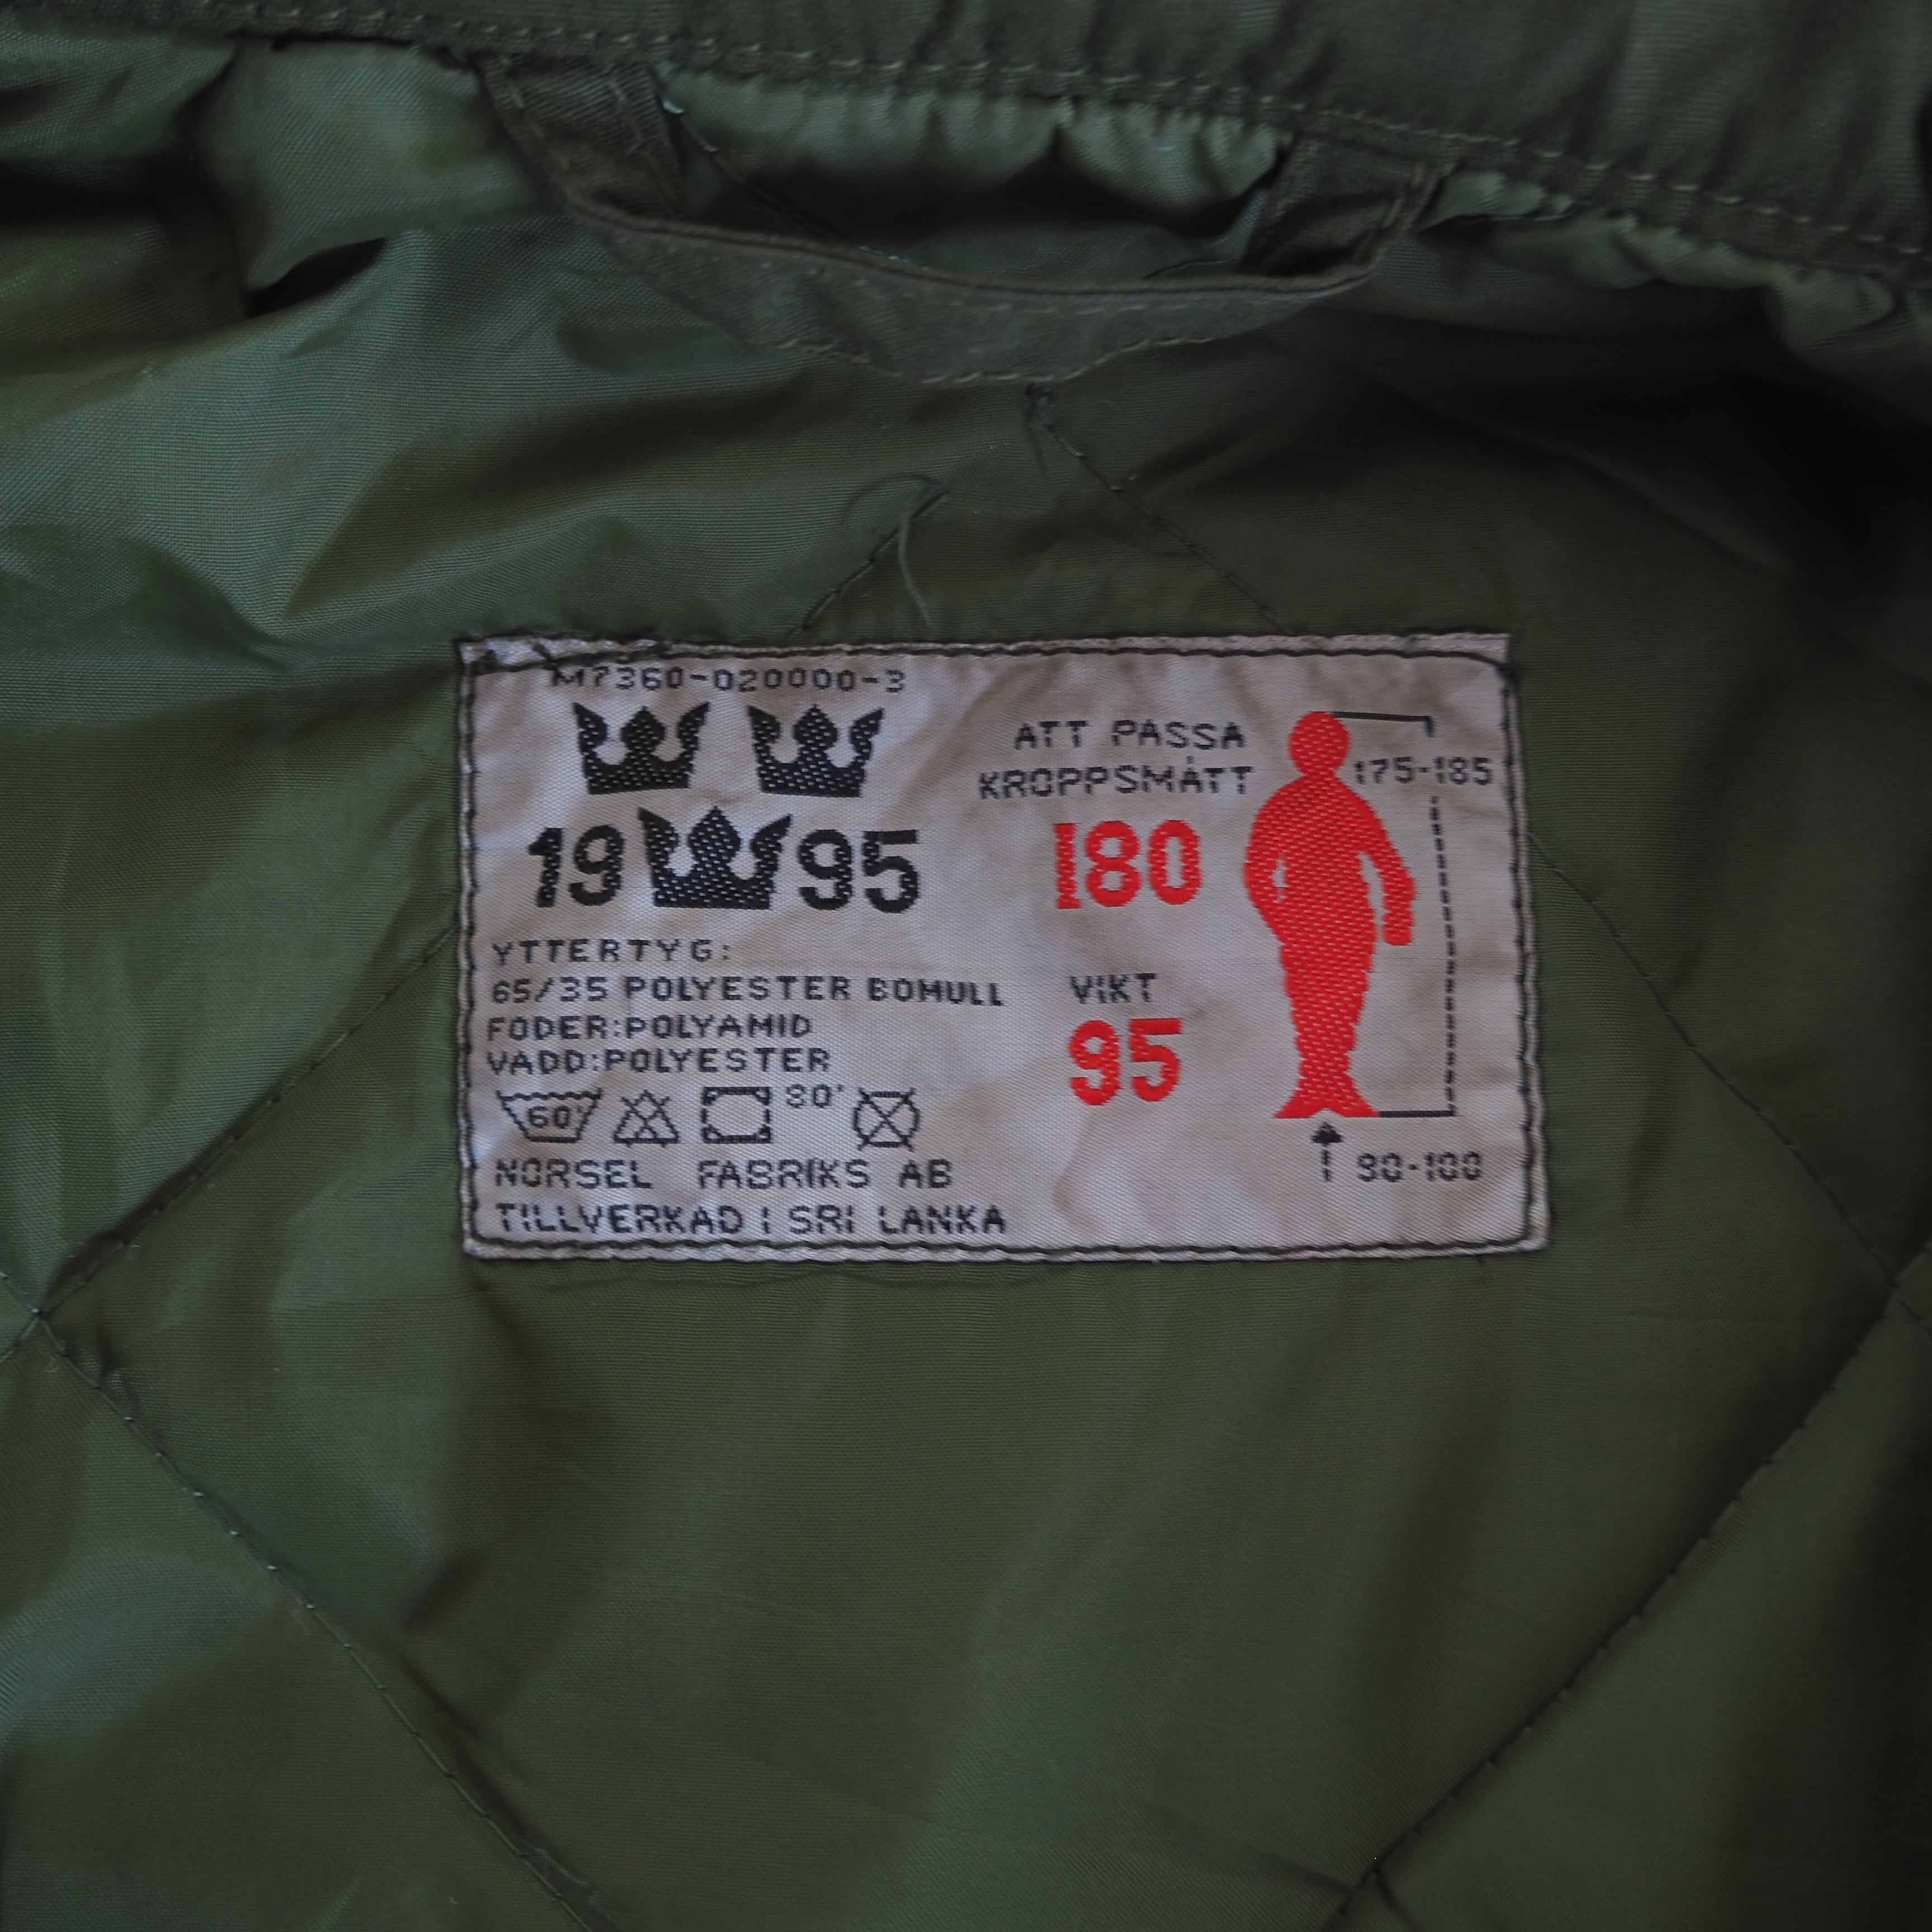 M7360-020000-3
19 95
YTTERTYG:
65/35 POLYESTER BOMULL
FODER:POLYAMID
VADD:POLYESTER
60° 80°
NORSEL FABRIKS AB
TILLVERKAD I SRI LANKA
ATT PASSA
KROPPSMÅTT
180
175-185
VIKT
95
90-100